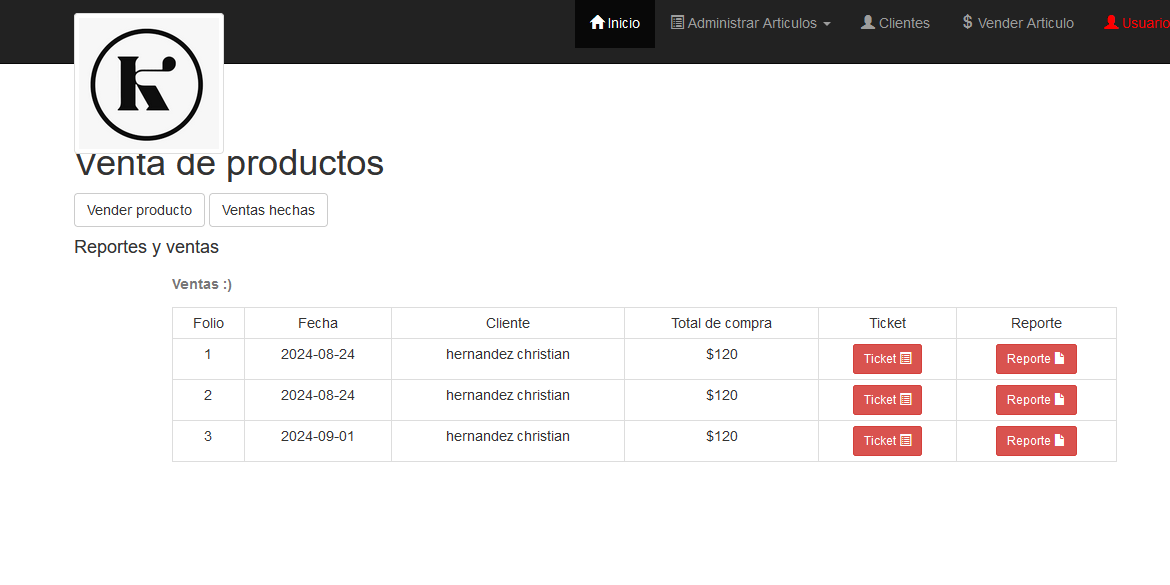 Inicio Administrar Articulos Clientes $ Vender Articulo Usuario
K
Venta de productos
Vender producto Ventas hechas
Reportes y ventas
Ventas :)
Folio Fecha Cliente Total de compra Ticket Reporte
1 2024-08-24 hernandez christian $120 Ticket Reporte
2 2024-08-24 hernandez christian $120 Ticket Reporte
3 2024-09-01 hernandez christian $120 Ticket Reporte